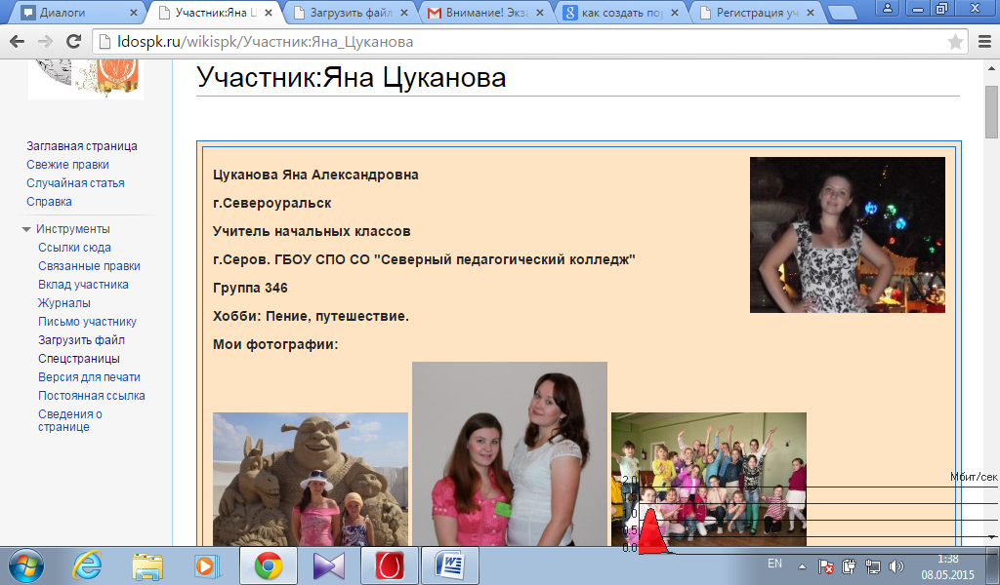 Диалоги
Участник:Яна Ц
Загрузить файл
Внимание! Экза
как создать по
Регистрация уч
ldospk.ru/wikispk/Участник:Яна_Цуканова
Участник:Яна Цуканова
Заглавная страница
Свежие правки
Случайная статья
Справка
Инструменты
Ссылки сюда
Связанные правки
Вклад участника
Журналы
Письмо участнику
Загрузить файл
Спецстраницы
Версия для печати
Постоянная ссылка
Сведения о
странице
Цуканова Яна Александровна
г.Североуральск
Учитель начальных классов
г.Серов. ГБОУ СПО СО "Северный педагогический колледж"
Группа 346
Хобби: Пение, путешествие.
Мои фотографии:
Мбит/сек
2.0
1.5
1.0
0.5
0.0
EN
1:38
08.05.2015